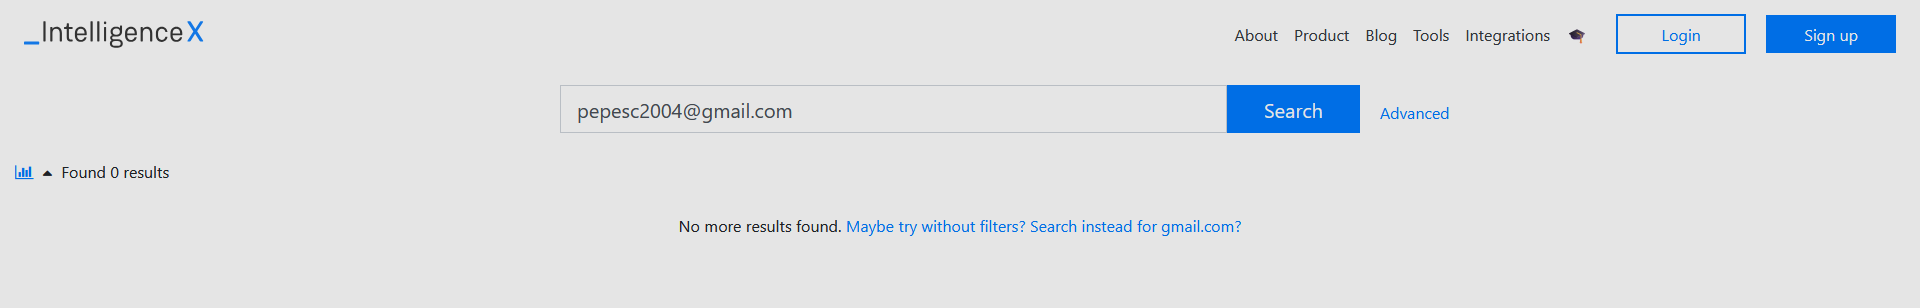 _IntelligenceX
About Product Blog Tools Integrations Login Sign up
pepesc2004@gmail.com Search Advanced
Found 0 results
No more results found. Maybe try without filters? Search instead for gmail.com?